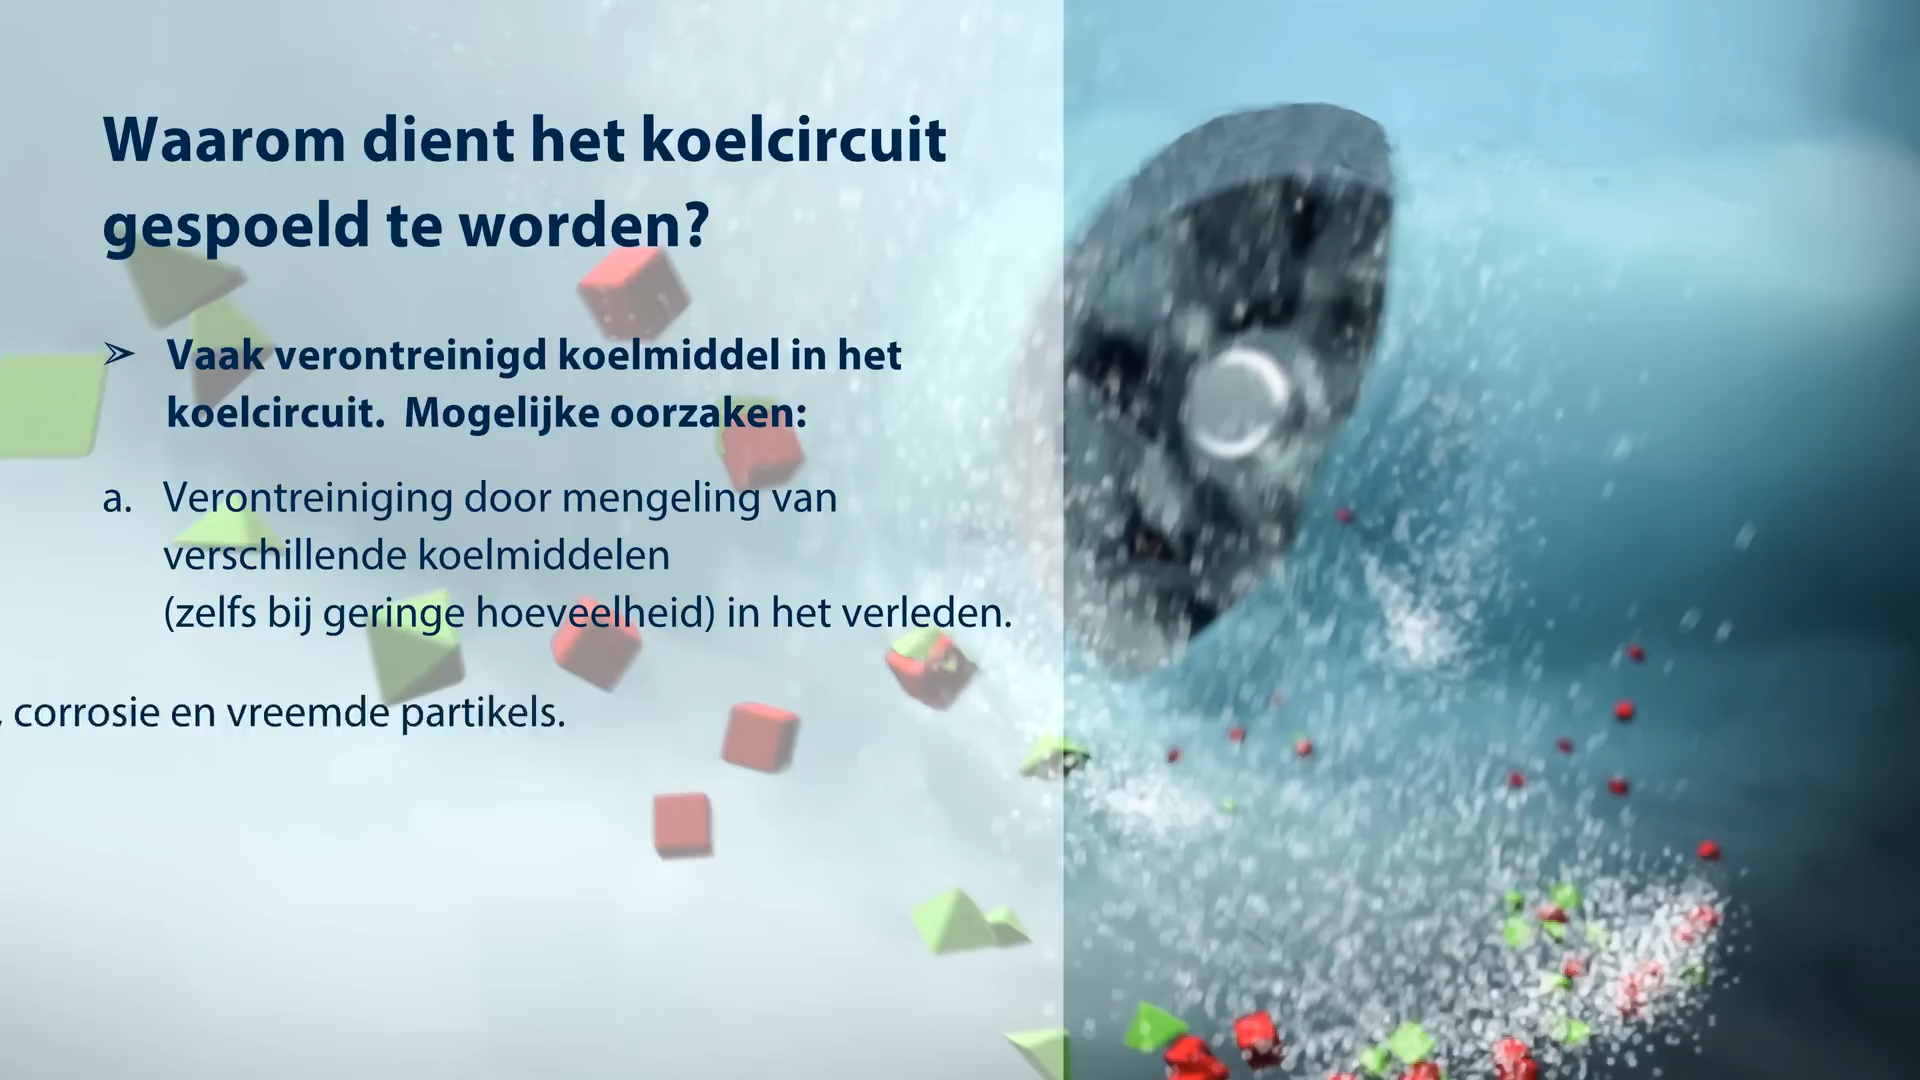 Waarom dient het koelcircuit
gespoeld te worden?
➢ Vaak verontreinigd koelmiddel in het
koelcircuit. Mogelijke oorzaken:
a. Verontreiniging door mengeling van
verschillende koelmiddelen
(zelfs bij geringe hoeveelheid) in het verleden.
, corrosie en vreemde partikels.